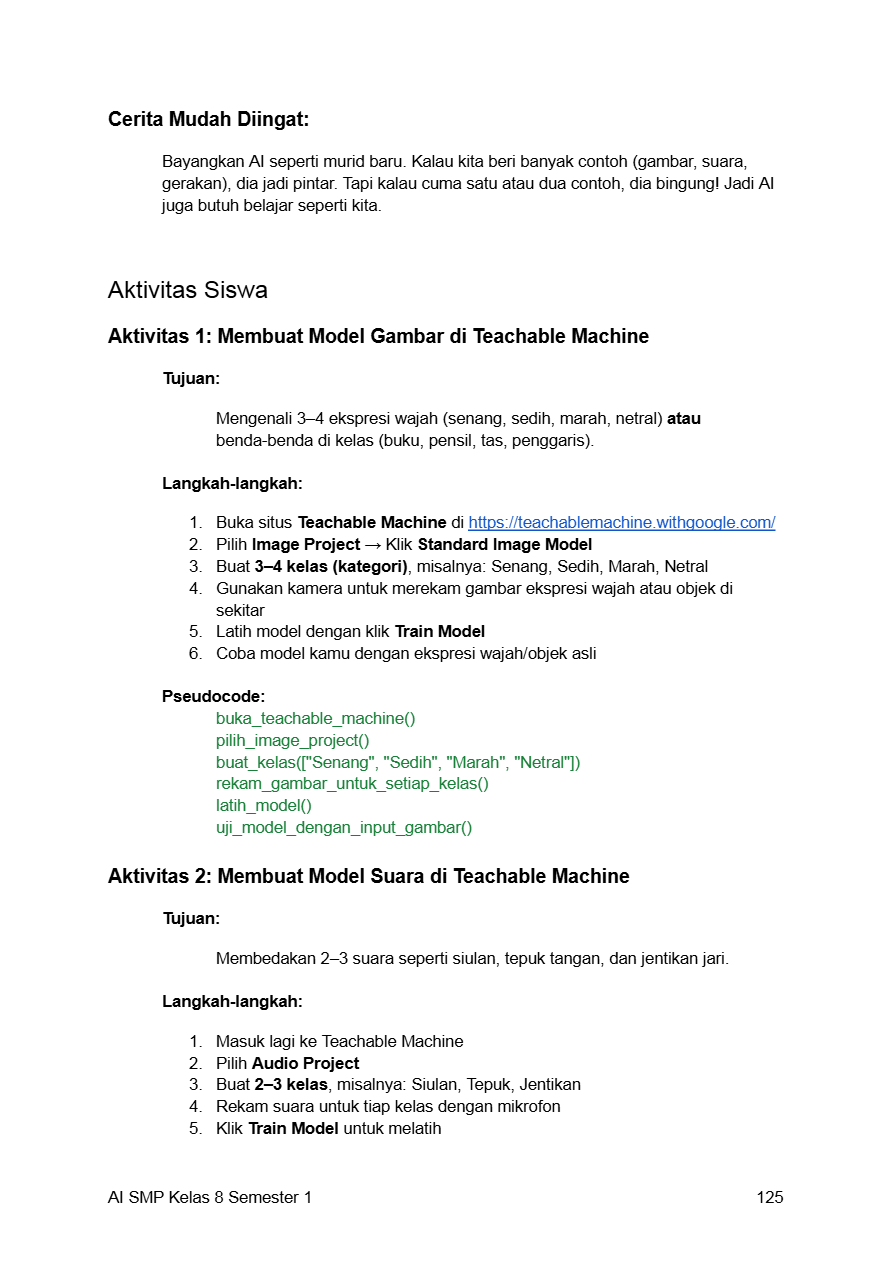 Cerita Mudah Diingat:
Bayangkan AI seperti murid baru. Kalau kita beri banyak contoh (gambar, suara,
gerakan), dia jadi pintar. Tapi kalau cuma satu atau dua contoh, dia bingung! Jadi AI
juga butuh belajar seperti kita.
Aktivitas Siswa
Aktivitas 1: Membuat Model Gambar di Teachable Machine
Tujuan:
Mengenali 3–4 ekspresi wajah (senang, sedih, marah, netral) atau
benda-benda di kelas (buku, pensil, tas, penggaris).
Langkah-langkah:
1. Buka situs Teachable Machine di https://teachablemachine.withgoogle.com/
2. Pilih Image Project → Klik Standard Image Model
3. Buat 3–4 kelas (kategori), misalnya: Senang, Sedih, Marah, Netral
4. Gunakan kamera untuk merekam gambar ekspresi wajah atau objek di
sekitar
5. Latih model dengan klik Train Model
6. Coba model kamu dengan ekspresi wajah/objek asli
Pseudocode:
buka_teachable_machine()
pilih_image_project()
buat_kelas(["Senang", "Sedih", "Marah", "Netral"])
rekam_gambar_untuk_setiap_kelas()
latih_model()
uji_model_dengan_input_gambar()
Aktivitas 2: Membuat Model Suara di Teachable Machine
Tujuan:
Membedakan 2–3 suara seperti siulan, tepuk tangan, dan jentikan jari.
Langkah-langkah:
1. Masuk lagi ke Teachable Machine
2. Pilih Audio Project
3. Buat 2–3 kelas, misalnya: Siulan, Tepuk, Jentikan
4. Rekam suara untuk tiap kelas dengan mikrofon
5. Klik Train Model untuk melatih
AI SMP Kelas 8 Semester 1 125